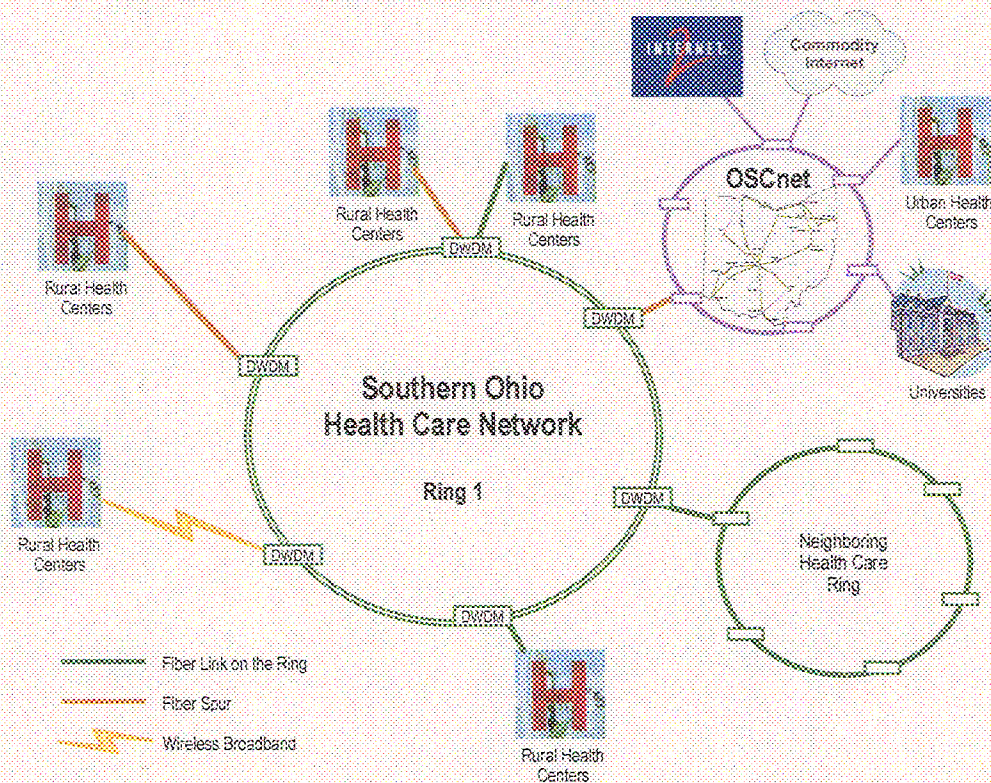 INTERNET
2
Commodity
Internet
OSCnet
Urban Health
Centers
Universities
Rural Health
Centers
Rural Health
Centers
Rural Health
Centers
Rural Health
Centers
Rural Health
Centers
DWDM
DWDM
DWDM
DWDM
DWDM
DWDM
Southern Ohio
Health Care Network
Ring 1
Neighboring
Health Care
Ring
Fiber Link on the Ring
Fiber Spur
Wireless Broadband